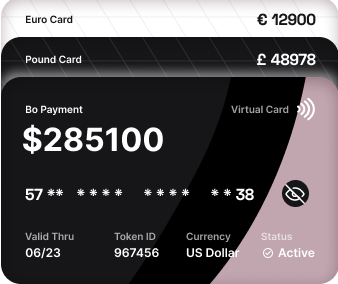 Euro Card € 12900
Pound Card £ 48978
Bo Payment Virtual Card
$285100
57 ** **** **** **38
Valid Thru Token ID Currency Status
06/23 967456 US Dollar Active